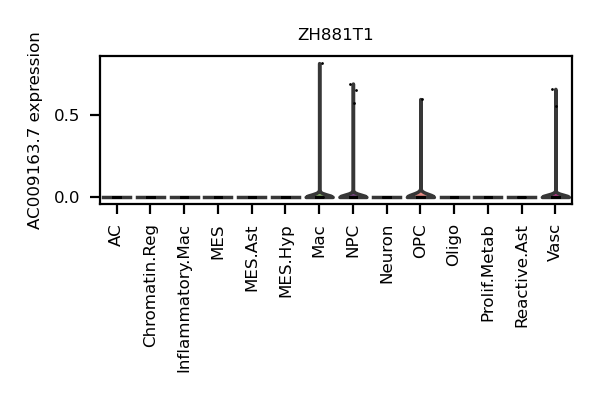 ZH881T1
AC009163.7 expression
0.5
0.0
AC
Chromatin.Reg
Inflammatory.Mac
MES
MES.Ast
MES.Hyp
Mac
NPC
Neuron
OPC
Oligo
Prolif.Metab
Reactive.Ast
Vasc